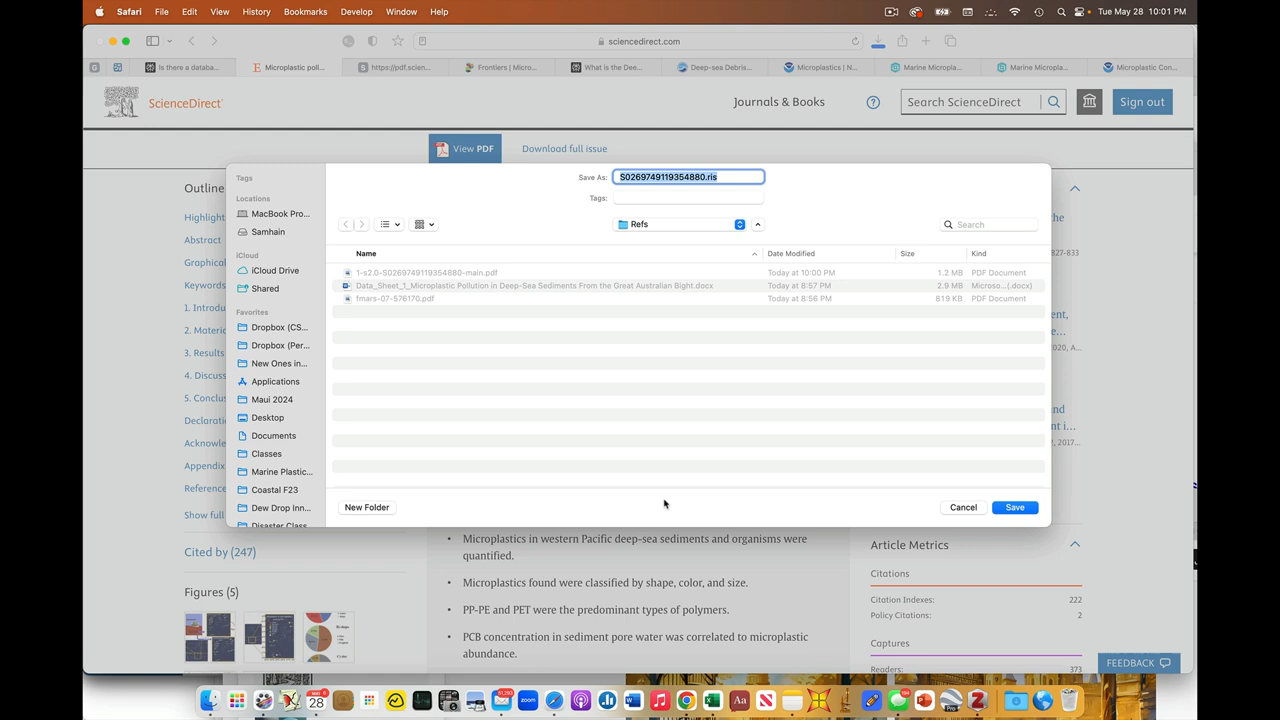 Safari File Edit View History Bookmarks Develop Window Help Tue May 28 10:01 PM
sciencedirect.com
Is there a databa... Microplastic poll... https://pdf.scien... Frontiers | Micro... What is the Dee... Deep-sea Debris... Microplastics | N... Marine Micropla... Marine Micropla... Microplastic Con...
ScienceDirect Journals & Books ? Search ScienceDirect Sign out
View PDF Download full issue
Tags
Save As: S0269749119354880.ris
Tags:
Locations
MacBook Pro...
Samhain
iCloud
iCloud Drive
Shared
Favorites
Dropbox (CS...
Dropbox (Per...
New Ones in...
Applications
Maui 2024
Desktop
Documents
Classes
Marine Plastic...
Coastal F23
Dew Drop Inn...
Disaster Class
Refs Search
Name Date Modified Size Kind
1-s2.0-S0269749119354880-main.pdf Today at 10:00 PM 1.2 MB PDF Document
Data_Sheet_1_Microplastic Pollution in Deep-Sea Sediments From the Great Australian Bight.docx Today at 8:57 PM 2.9 MB Microso...(.docx)
fmars-07-576170.pdf Today at 8:56 PM 819 KB PDF Document
New Folder Cancel Save
Outline
Highlight
Abstract
Graphical
Keywords
1. Introdu
2. Materi
3. Results
4. Discuss
5. Conclu
Declarati
Acknowle
Appendix
Reference
Show full
Cited by (247)
Figures (5)
the
827-833
ent,
2020, A...
nd
nt i...
, 2017...
• Microplastics in western Pacific deep-sea sediments and organisms were
quantified.
• Microplastics found were classified by shape, color, and size.
• PP-PE and PET were the predominant types of polymers.
• PCB concentration in sediment pore water was correlated to microplastic
abundance.
Article Metrics
Citations
Citation Indexes: 222
Policy Citations: 2
Captures
Readers: 373
FEEDBACK